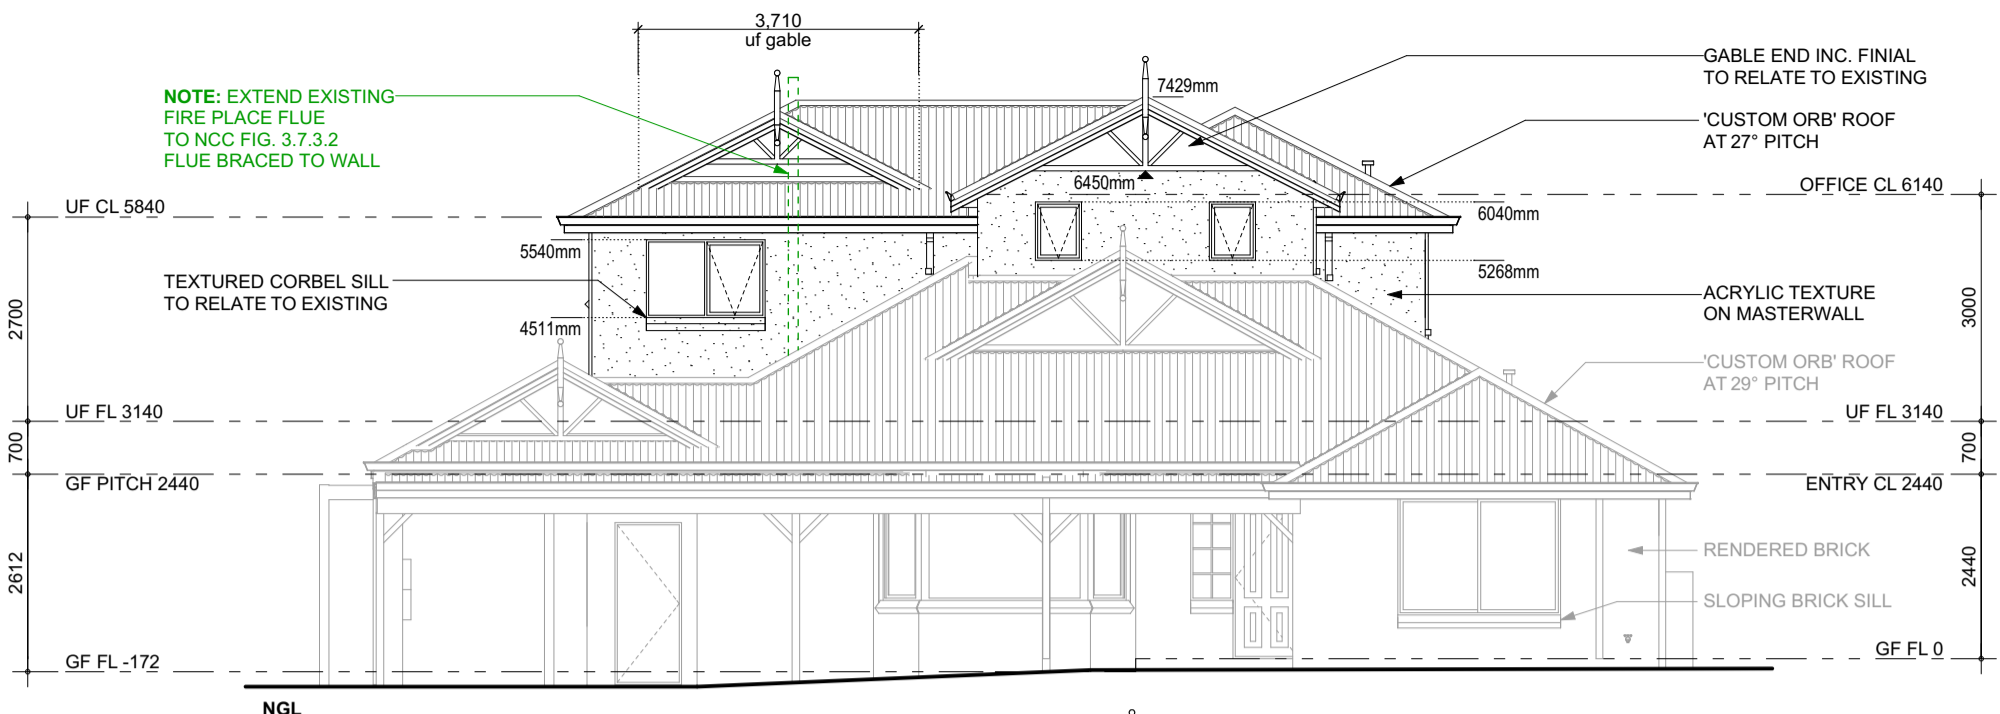 3,710
uf gable
NOTE: EXTEND EXISTING
FIRE PLACE FLUE
TO NCC FIG. 3.7.3.2
FLUE BRACED TO WALL
7429mm
GABLE END INC. FINIAL
TO RELATE TO EXISTING
'CUSTOM ORB' ROOF
AT 27° PITCH
6450mm
OFFICE CL 6140
UF CL 5840
6040mm
5540mm
5268mm
TEXTURED CORBEL SILL
TO RELATE TO EXISTING
ACRYLIC TEXTURE
ON MASTERWALL
2700
3000
4511mm
'CUSTOM ORB' ROOF
AT 29° PITCH
UF FL 3140
UF FL 3140
700
700
GF PITCH 2440
ENTRY CL 2440
2612
2440
RENDERED BRICK
SLOPING BRICK SILL
GF FL 0
GF FL -172
NGL